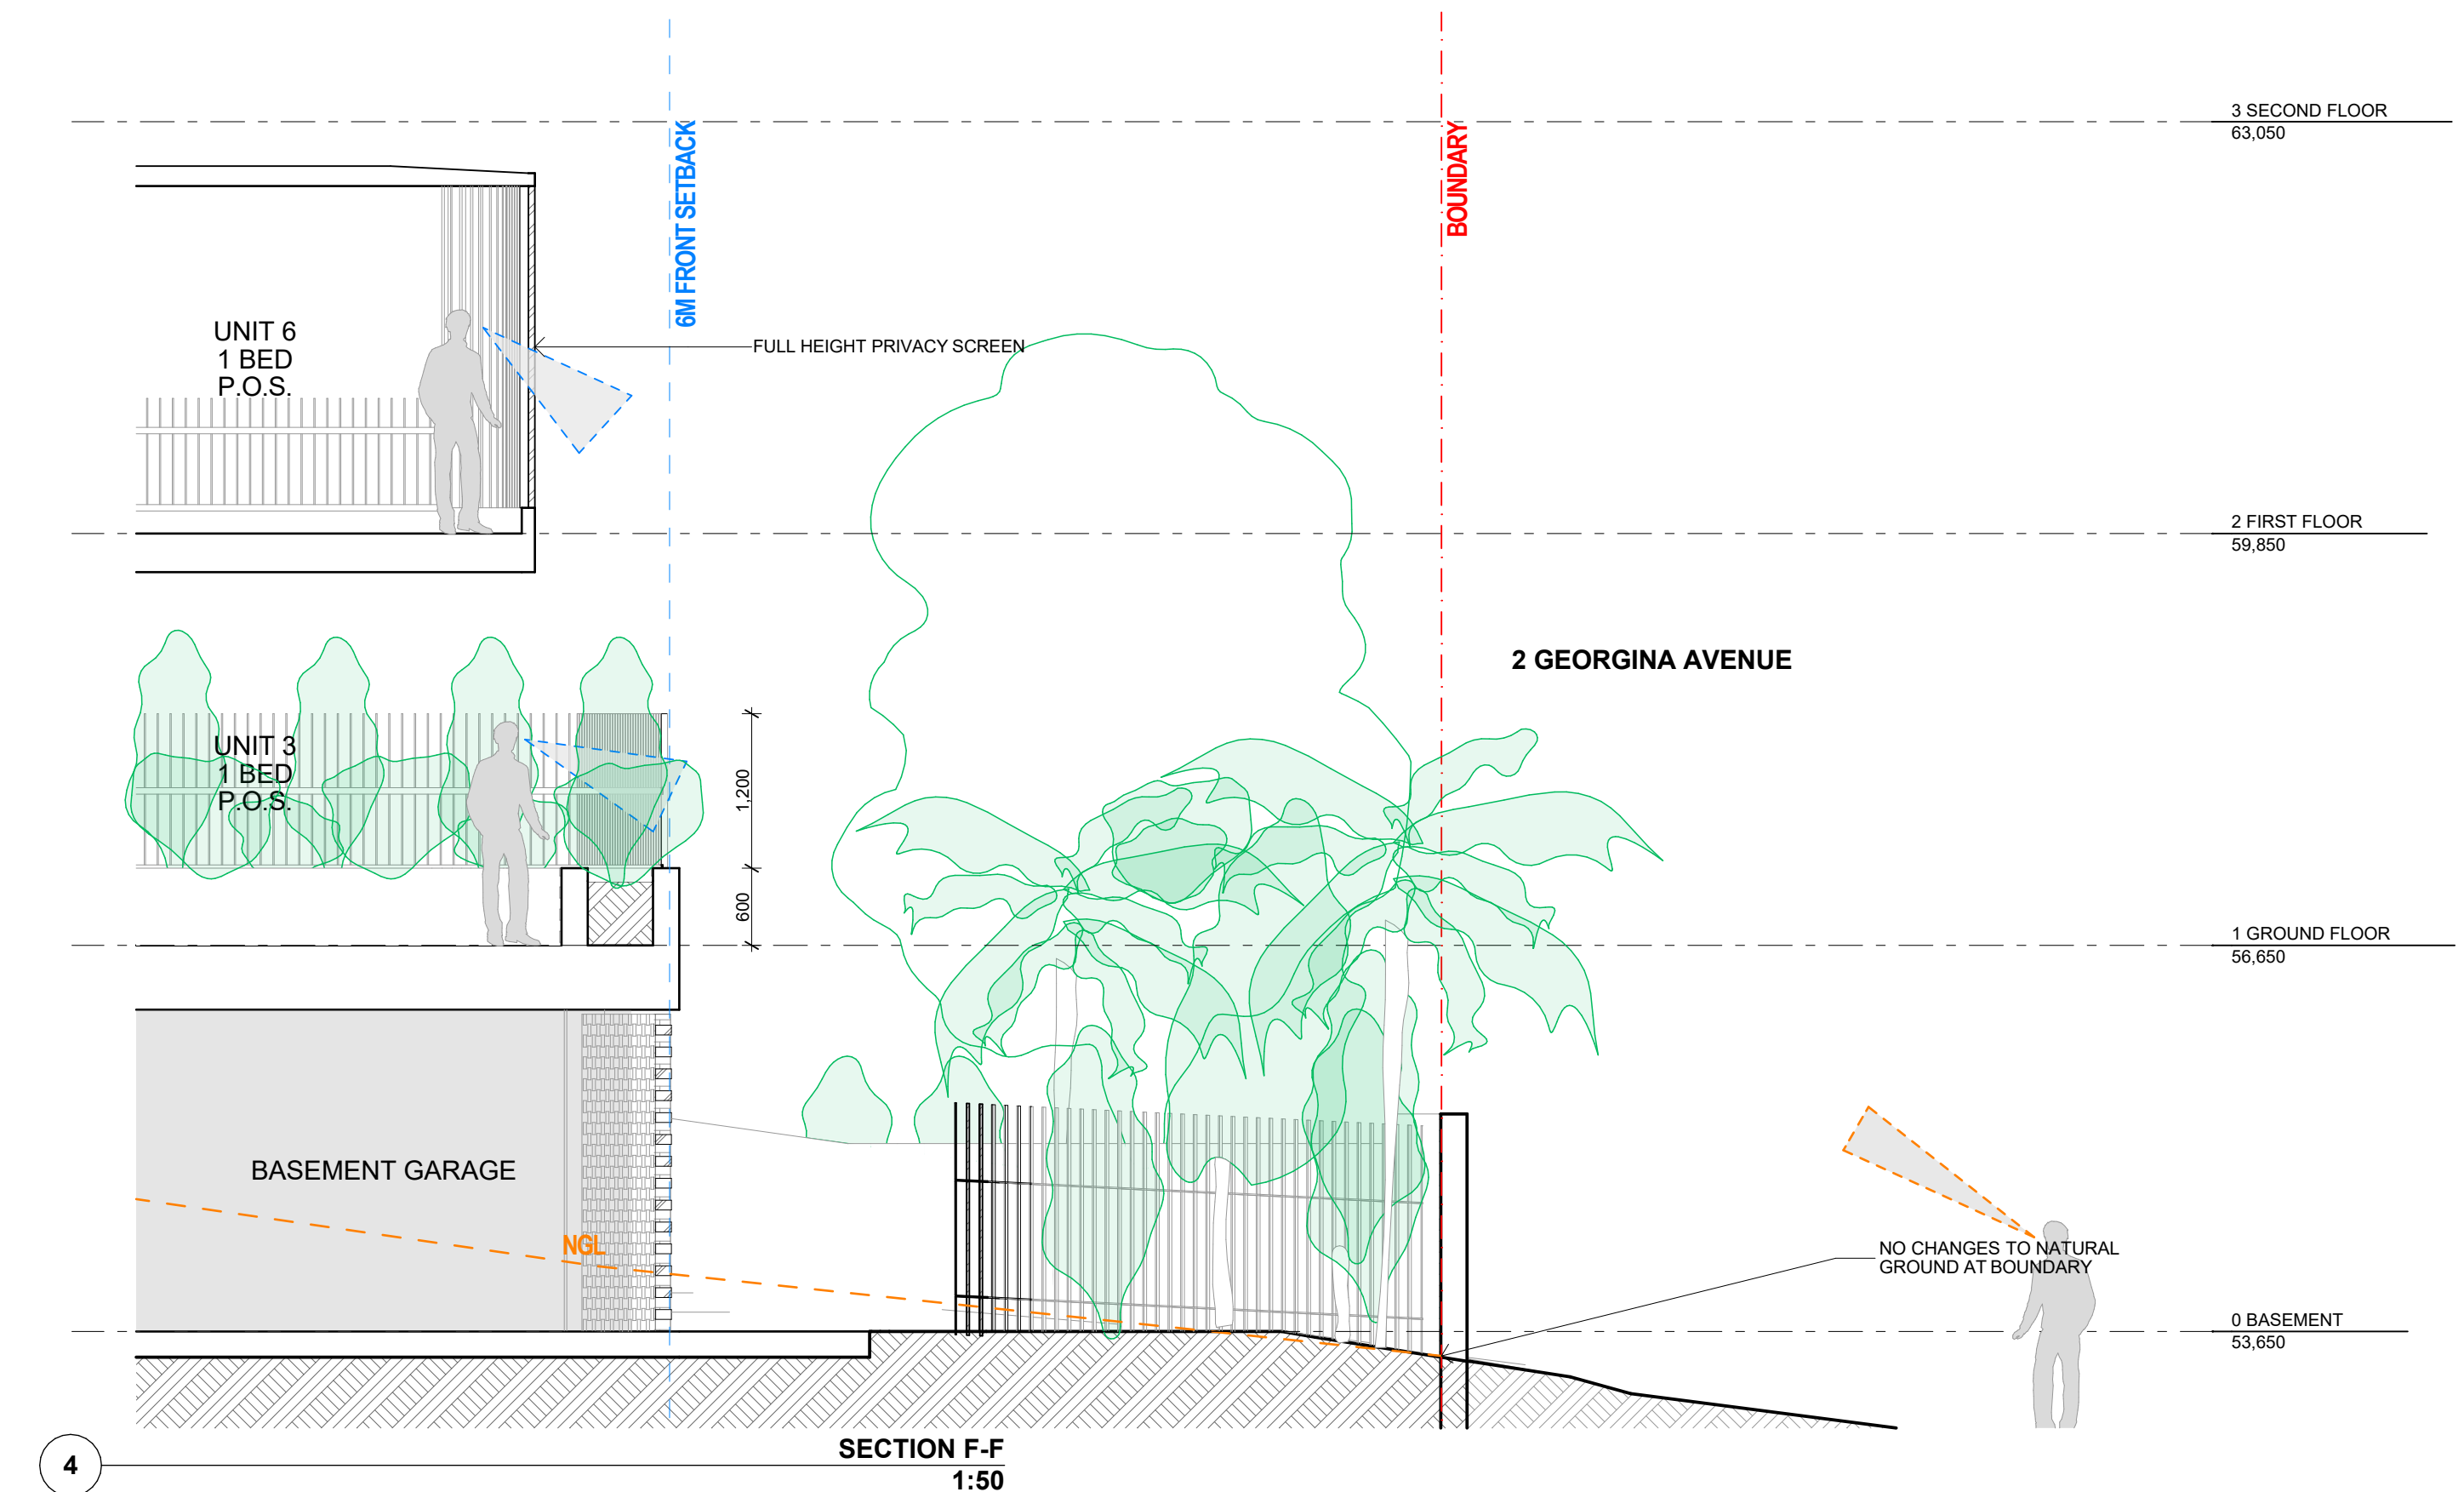 3 SECOND FLOOR
63,050
6M FRONT SETBACK
BOUNDARY
UNIT 6
1 BED
P.O.S.
FULL HEIGHT PRIVACY SCREEN
2 FIRST FLOOR
59,850
2 GEORGINA AVENUE
UNIT 3
1 BED
P.O.S.
1,200
600
1 GROUND FLOOR
56,650
BASEMENT GARAGE
NGL
NO CHANGES TO NATURAL
GROUND AT BOUNDARY
0 BASEMENT
53,650
4
SECTION F-F
1:50